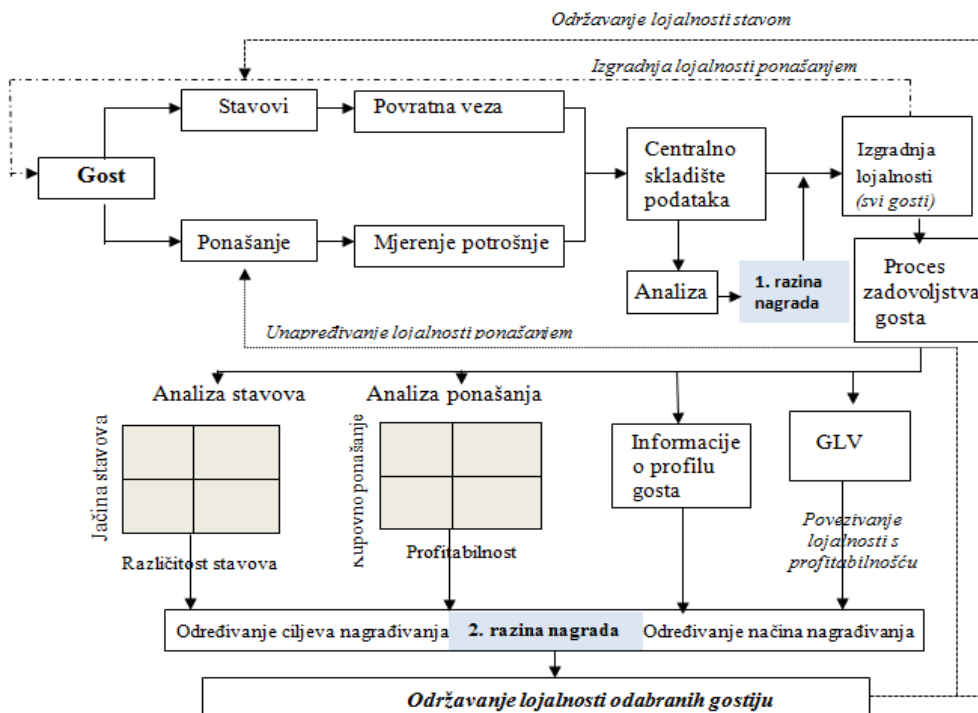 Održavanje lojalnosti stavom
Izgradnja lojalnosti ponašanjem
Stavovi
Povratna veza
Gost
Centralno
skladište
podataka
Izgradnja
lojalnosti
(svi gosti)
Ponašanje
Mjerenje potrošnje
Analiza
1. razina
nagrada
Proces
zadovoljstva
gosta
Unapređivanje lojalnosti ponašanjem
Analiza stavova
Analiza ponašanja
Jačina stavova
Kupovno ponašanje
Informacije
o profilu
gosta
GLV
Različitost stavova
Profitabilnost
Povezivanje
lojalnosti s
profitabilnošću
Određivanje ciljeva nagrađivanja
2. razina nagrada
Određivanje načina nagrađivanja
Održavanje lojalnosti odabranih gostiju